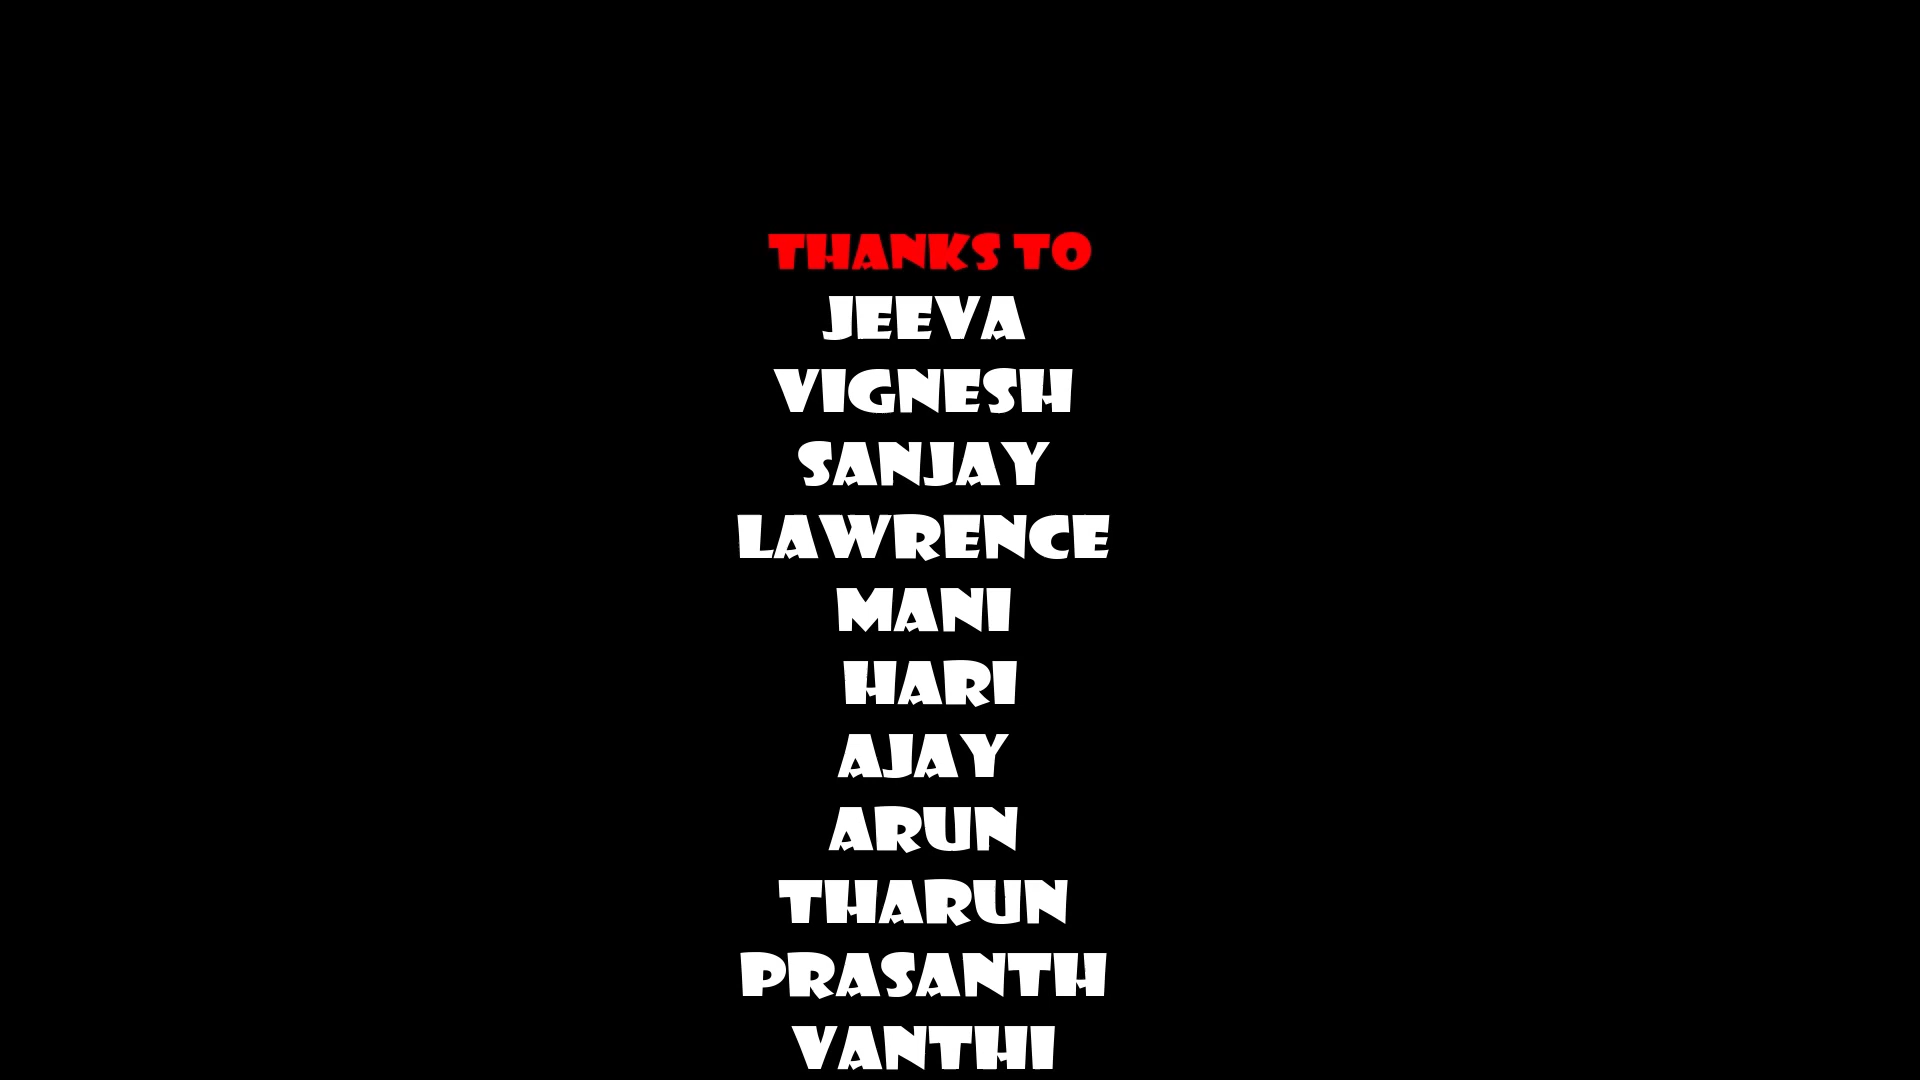 THANKS TO
JEEVA
VIGNESH
SANJAY
LAWRENCE
MANI
HARI
AJAY
ARUN
THARUN
PRASANTH
VANTHI